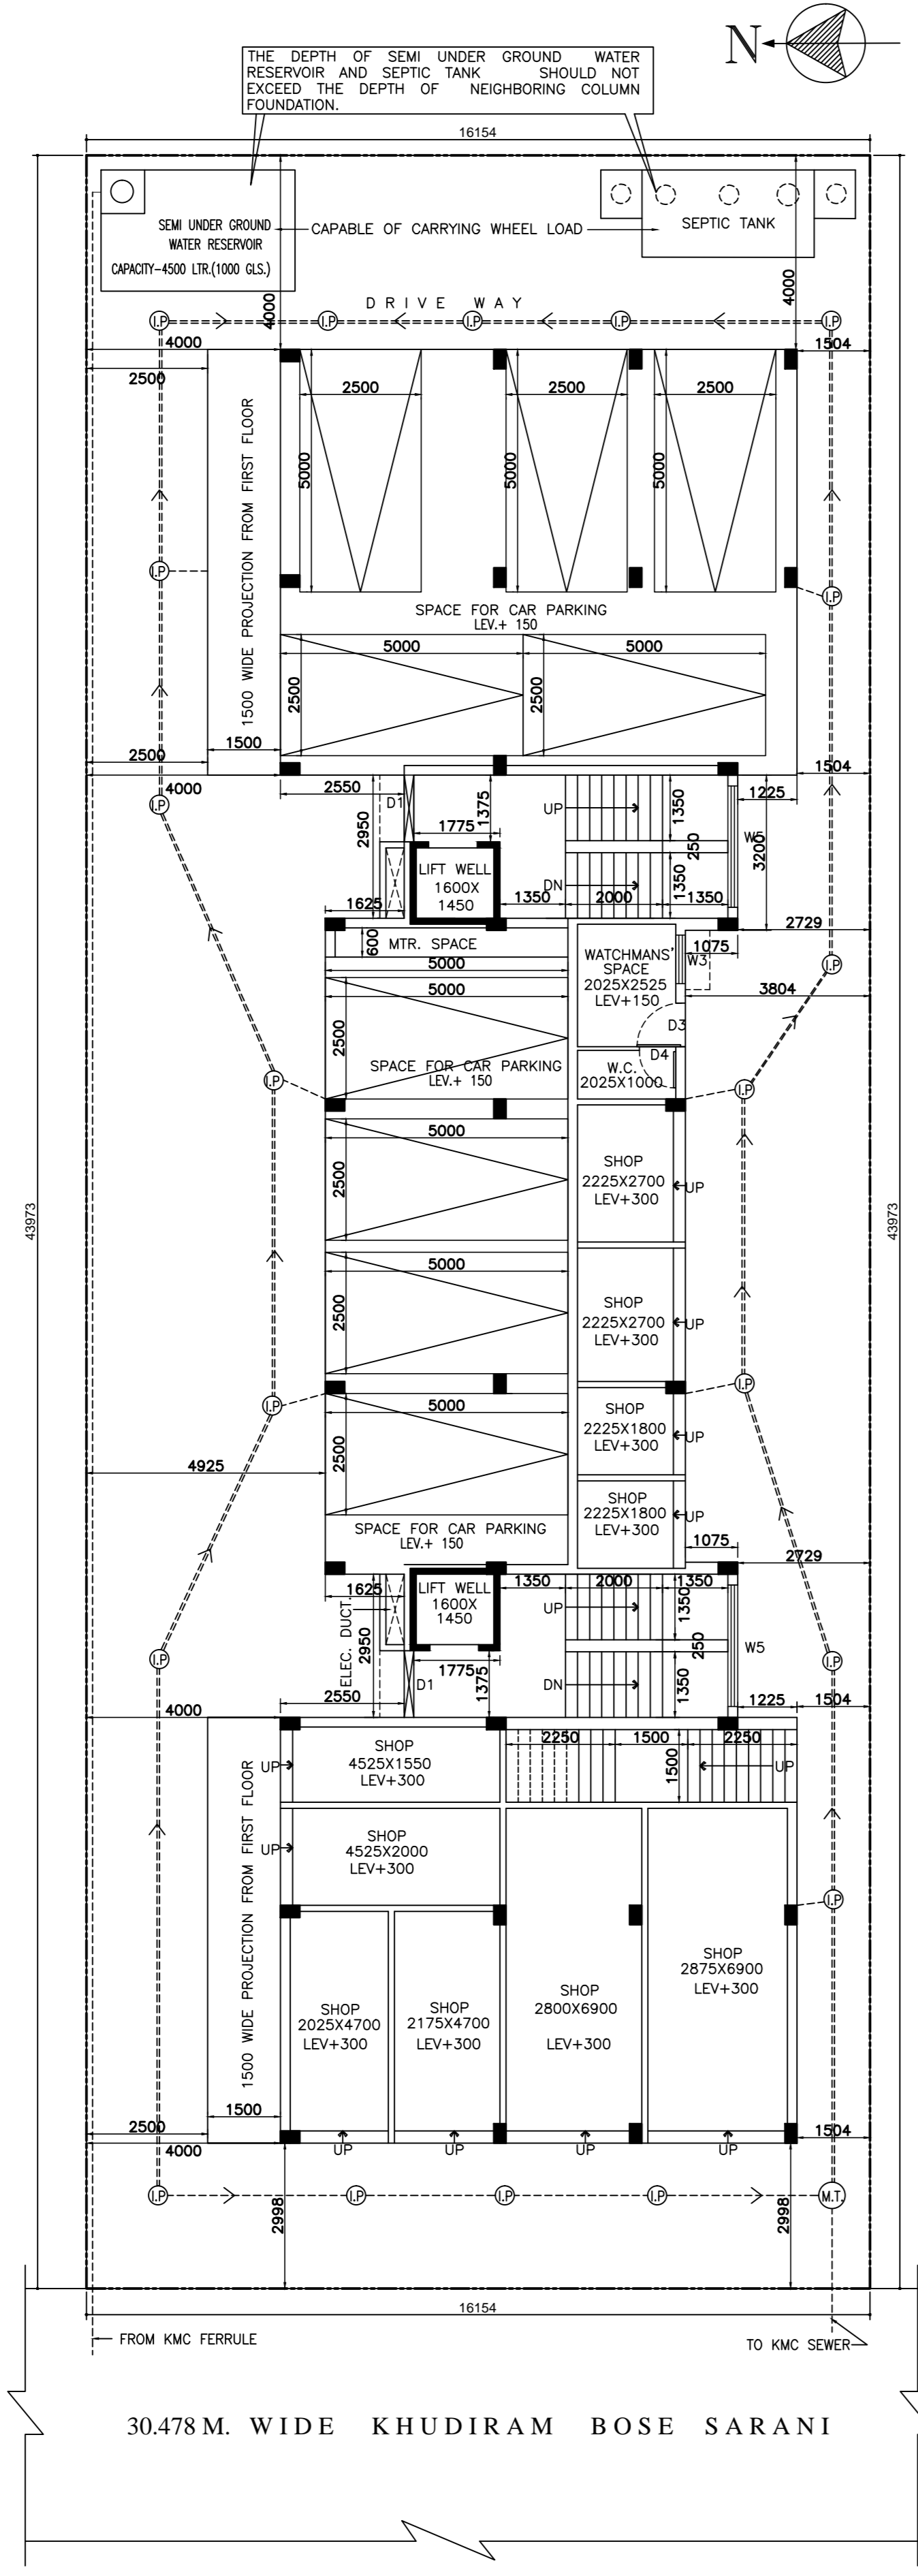 N
THE DEPTH OF SEMI UNDER GROUND WATER
RESERVOIR AND SEPTIC TANK SHOULD NOT
EXCEED THE DEPTH OF NEIGHBORING COLUMN
FOUNDATION.
16154
SEMI UNDER GROUND
WATER RESERVOIR
CAPACITY-4500 LTR.(1000 GLS.)
CAPABLE OF CARRYING WHEEL LOAD
SEPTIC TANK
4000
4000
DRIVE WAY
I.P
I.P
I.P
I.P
I.P
4000
1504
2500
2500
2500
2500
5000
5000
5000
1500 WIDE PROJECTION FROM FIRST FLOOR
I.P
I.P
SPACE FOR CAR PARKING
LEV.+ 150
5000
5000
2500
2500
1500
2500
1504
4000
I.P
2550
D1
2950
1375
1775
UP
1350
250
1350
W5
3200
1225
LIFT WELL
1600X
1450
DN
1350
2000
1350
1625
2729
600
MTR. SPACE
WATCHMANS'
SPACE
2025X2525
LEV+150
1075
W3
I.P
5000
5000
3804
2500
D3
SPACE FOR CAR PARKING
LEV.+ 150
D4
W.C.
2025X1000
I.P
I.P
5000
2500
SHOP
2225X2700
LEV+300
UP
43973
43973
5000
2500
SHOP
2225X2700
LEV+300
UP
I.P
I.P
5000
2500
SHOP
2225X1800
LEV+300
UP
4925
SHOP
2225X1800
LEV+300
UP
SPACE FOR CAR PARKING
LEV.+ 150
1075
2729
1625
LIFT WELL
1600X
1450
1350
2000
1350
ELEC. DUCT.
2950
UP
1350
250
1350
W5
I.P
I.P
1775
1375
D1
DN
2550
1225
1504
4000
2250
1500
2250
1500
UP
SHOP
4525X1550
LEV+300
UP
SHOP
4525X2000
LEV+300
UP
1500 WIDE PROJECTION FROM FIRST FLOOR
I.P
SHOP
2875X6900
LEV+300
SHOP
2800X6900
LEV+300
SHOP
2025X4700
LEV+300
SHOP
2175X4700
LEV+300
1500
2500
1504
4000
UP
UP
UP
UP
I.P
I.P
I.P
I.P
M.T.
2998
2998
16154
FROM KMC FERRULE
TO KMC SEWER
30.478 M. WIDE KHUDIRAM BOSE SARANI